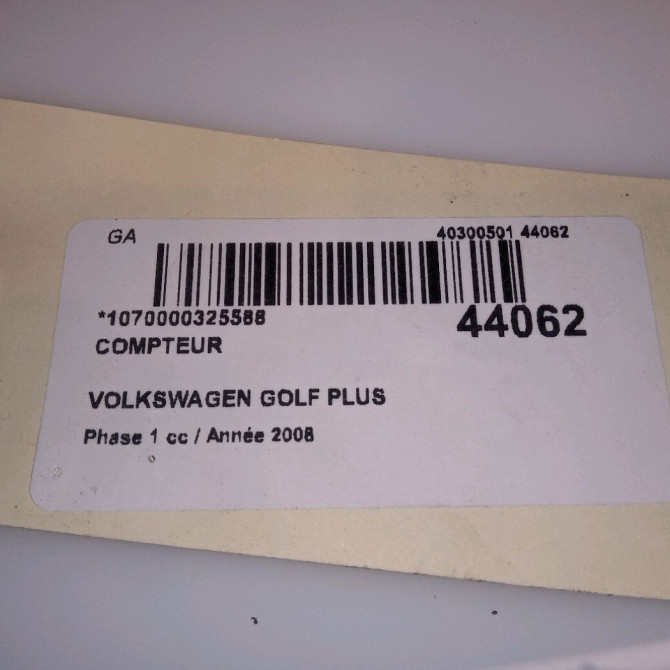 GA 40300501 44062
*1070000325588 44062
COMPTEUR
VOLKSWAGEN GOLF PLUS
Phase 1 cc / Année 2008